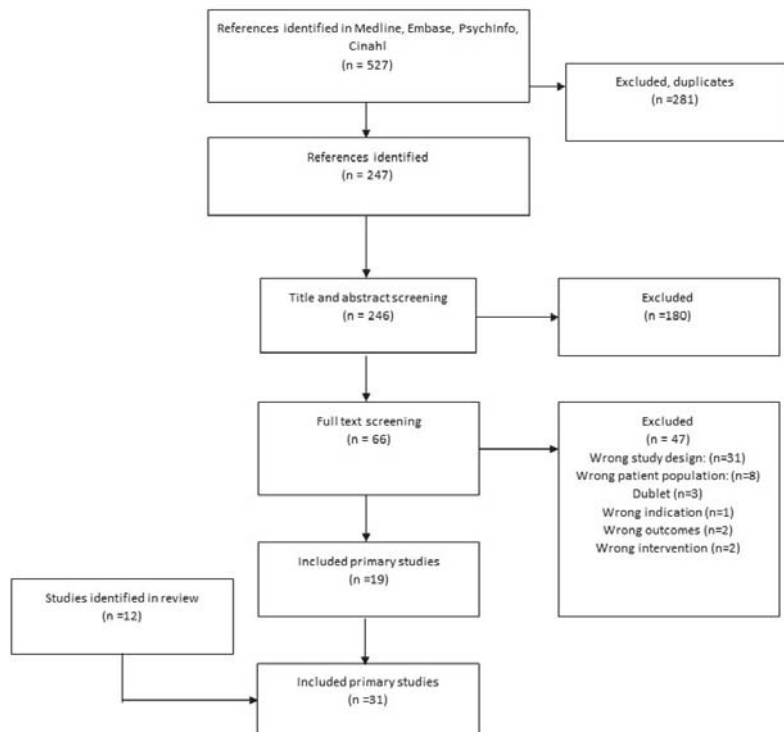 References identified in Medline, Embase, PsychInfo,
Cinahl
(n = 527)
Excluded, duplicates
(n =281)
References identified
(n = 247)
Title and abstract screening
(n = 246)
Excluded
(n =180)
Full text screening
(n = 66)
Excluded
(n = 47)
Wrong study design: (n=31)
Wrong patient population: (n=8)
Dublet (n=3)
Wrong indication (n=1)
Wrong outcomes (n=2)
Wrong intervention (n=2)
Included primary studies
(n =19)
Studies identified in review
(n =12)
Included primary studies
(n =31)